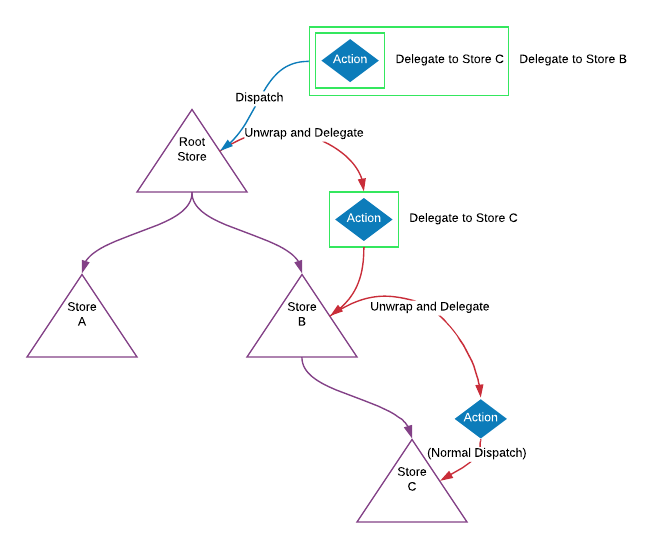 Action
Delegate to Store C
Delegate to Store B
Dispatch
Unwrap and Delegate
Root
Store
Action
Delegate to Store C
Store
A
Store
B
Unwrap and Delegate
Action
(Normal Dispatch)
Store
C